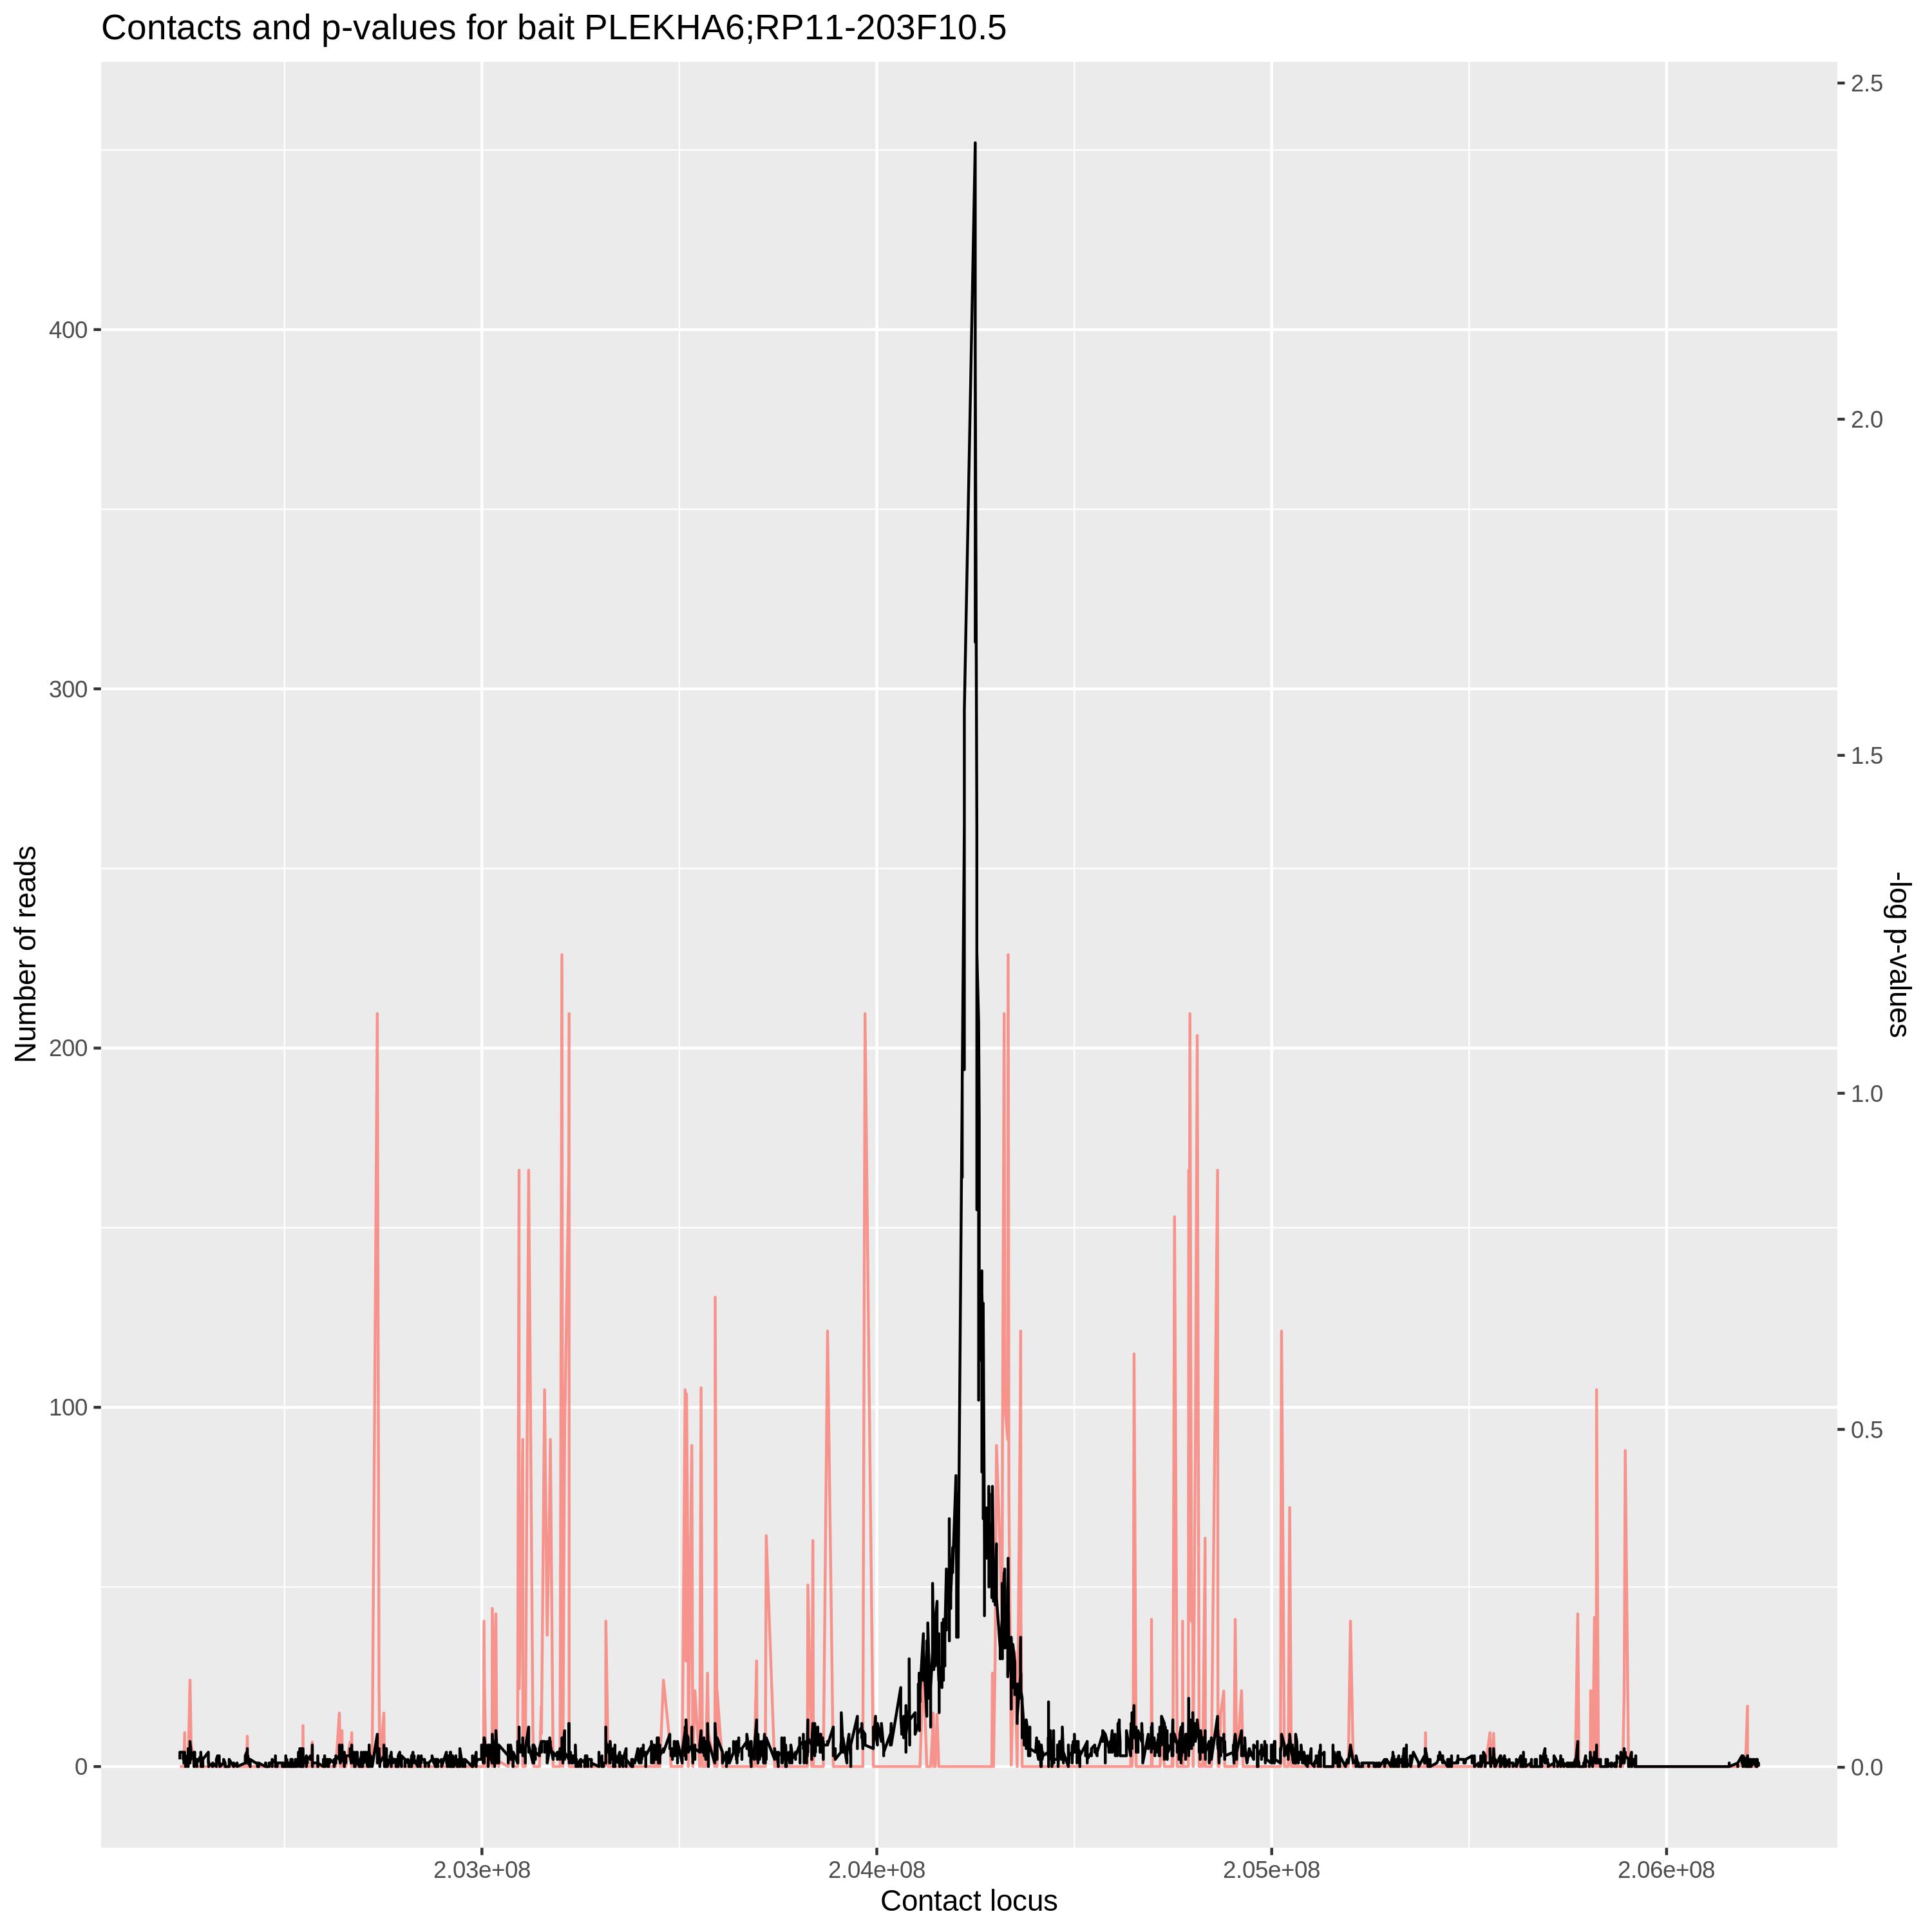 Contacts and p-values for bait PLEKHA6;RP11-203F10.5
Number of reads
400
300
200
100
0
2.5
2.0
1.5
1.0
0.5
0.0
-log p-values
2.03e+08
2.04e+08
2.05e+08
2.06e+08
Contact locus